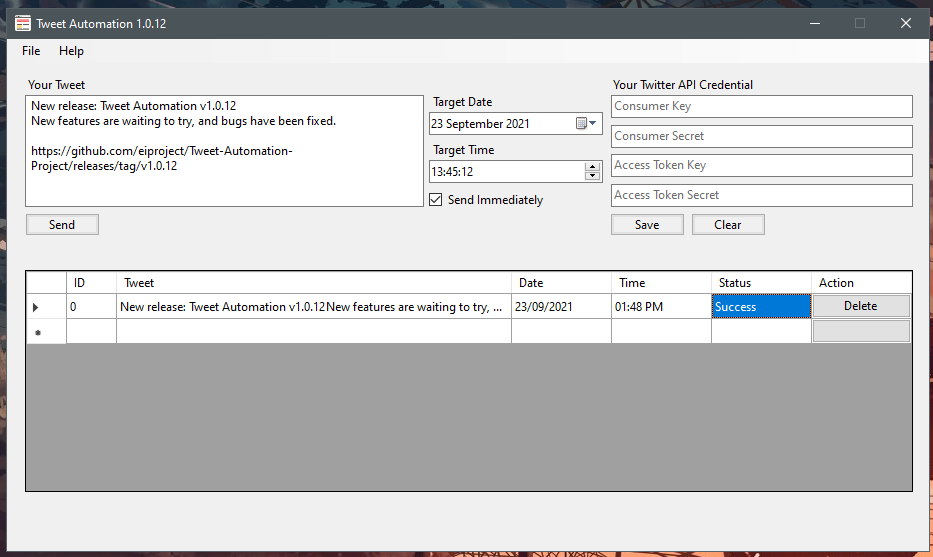 Tweet Automation 1.0.12
File Help
Your Tweet
New release: Tweet Automation v1.0.12
New features are waiting to try, and bugs have been fixed.
https://github.com/eiproject/Tweet-Automation-
Project/releases/tag/v1.0.12
Send
Target Date
23 September 2021
Target Time
13:45:12
Send Immediately
Your Twitter API Credential
Consumer Key
Consumer Secret
Access Token Key
Access Token Secret
Save Clear
ID Tweet Date Time Status Action
0 New release: Tweet Automation v1.0.12New features are waiting to try, ... 23/09/2021 01:48 PM Success Delete